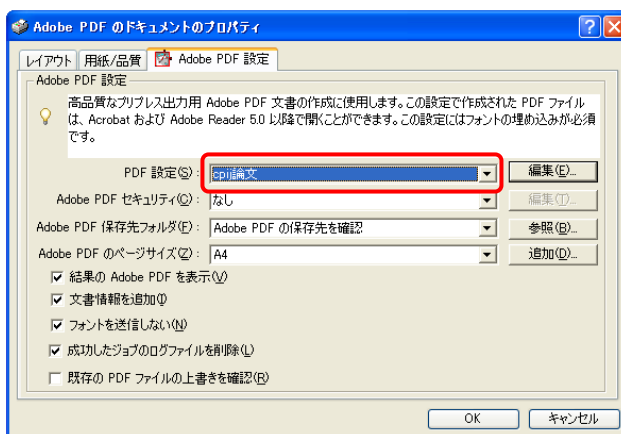 Adobe PDF のドキュメントのプロパティ
レイアウト 用紙/品質 Adobe PDF 設定
Adobe PDF 設定
高品質なプリプレス出力用 Adobe PDF 文書の作成に使用します。この設定で作成された PDF ファイル
は、Acrobat および Adobe Reader 5.0 以降で開くことができます。この設定にはフォントの埋め込みが必須
です。
PDF 設定(S): cpij論文 編集(E)...
Adobe PDF セキュリティ(C): なし 編集(T)...
Adobe PDF 保存先フォルダ(F): Adobe PDF の保存先を確認 参照(B)...
Adobe PDF のページサイズ(Z): A4 追加(D)...
結果の Adobe PDF を表示(V)
文書情報を追加(I)
フォントを送信しない(N)
成功したジョブのログファイルを削除(L)
既存の PDF ファイルの上書きを確認(R)
OK キャンセル